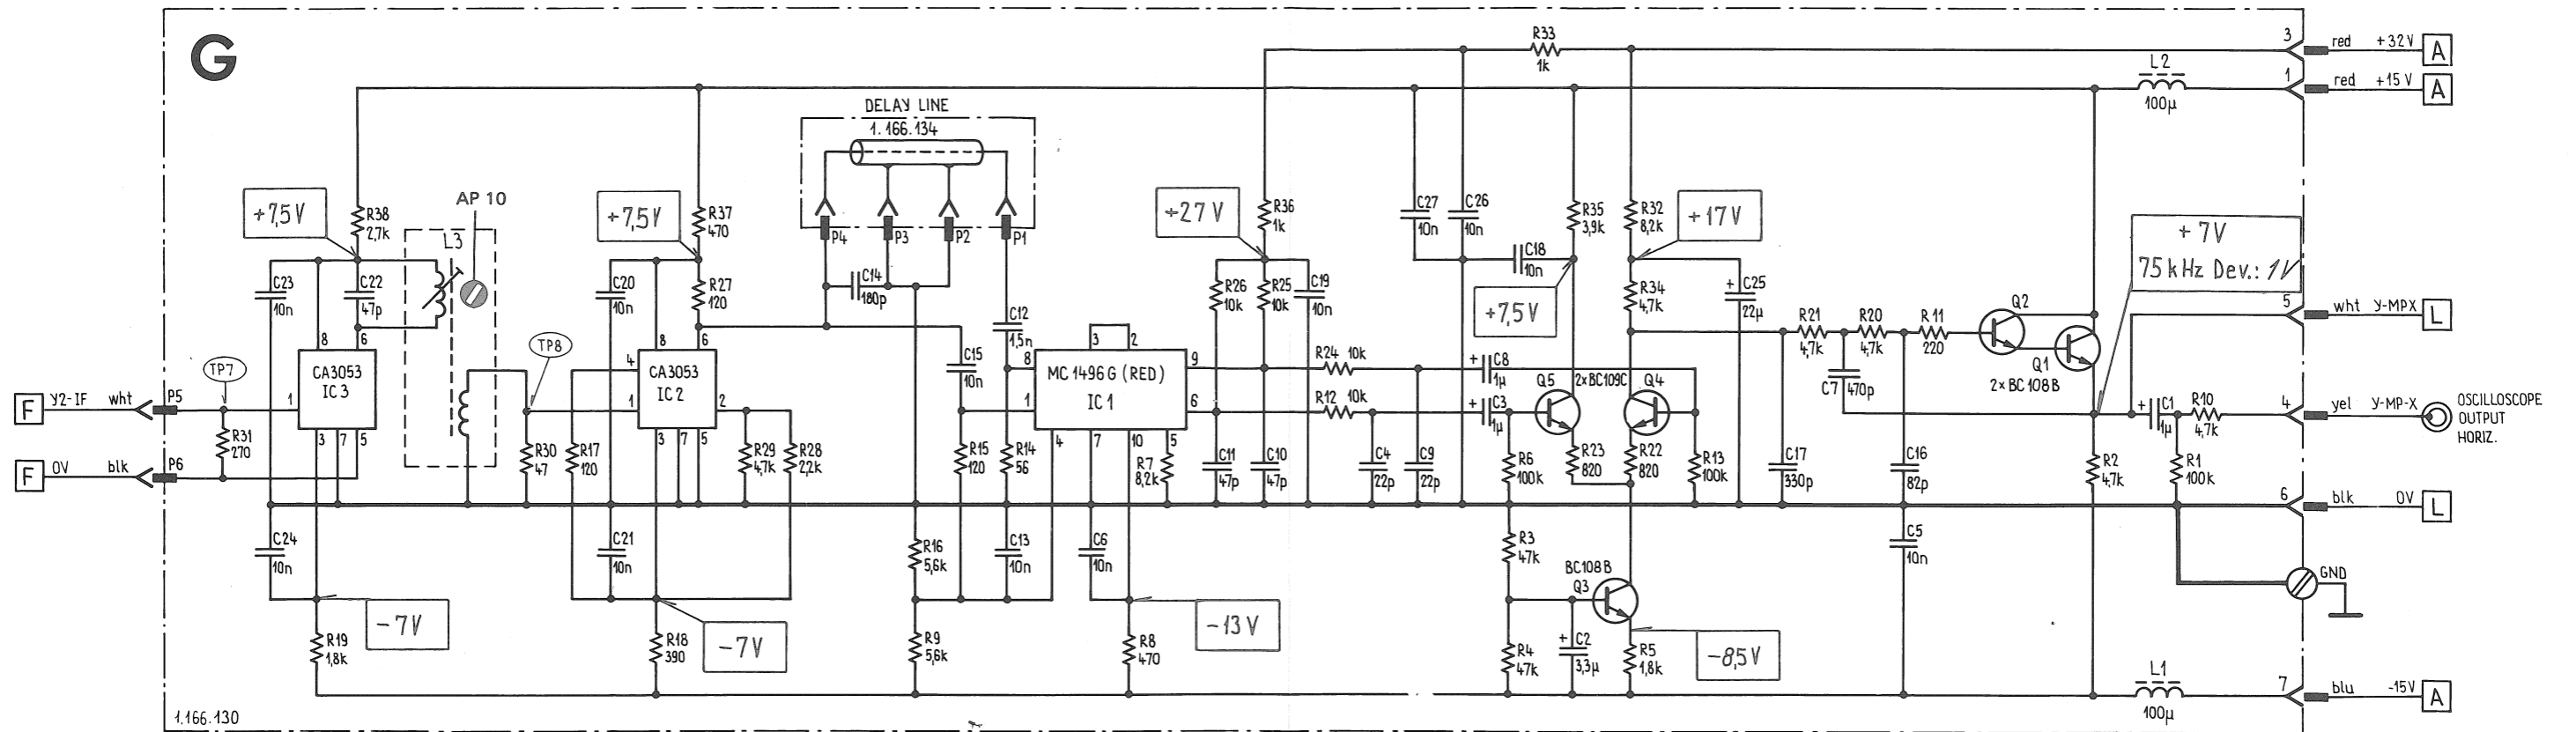 G
R33
1k
3
red
+32V
A
L2
100µ
1
red
+15V
A
DELAY LINE
1.166.134
P4
P3
P2
P1
+7,5V
R38
2,7k
AP 10
L3
+7,5V
R37
470
÷27V
R36
1k
C27
10n
C26
10n
R35
3,9k
R32
8,2k
+17V
C18
10n
+7V
75kHz Dev.: 1V
C23
10n
C22
47p
C20
10n
R27
120
C14
180p
C12
1,5n
R26
10k
R25
10k
C19
10n
+7,5V
R34
4,7k
+
C25
22µ
5
wht
Y-MPX
L
8
6
CA3053
IC3
1
3
7
5
TP7
TP8
8
6
4
CA3053
IC2
1
2
3
7
5
C15
10n
3
2
8
9
MC 1496 G (RED)
IC1
1
6
4
7
10
5
R24 10k
R12 10k
+
C8
1µ
+
C3
1µ
Q5
2xBC109C
Q4
R21
4,7k
R20
4,7k
R11
220
C7
470p
Q2
Q1
2xBC108B
+
C1
1µ
R10
4,7k
4
yel
Y-MP-X
OSCILLOSCOPE
OUTPUT
HORIZ.
F
Y2-IF
wht
P5
R31
270
F
0V
blk
P6
R30
47
R17
120
R29
4,7k
R28
2,2k
R15
120
R14
56
R7
8,2k
C11
47p
C10
47p
C4
22p
C9
22p
R6
100k
R23
820
R22
820
R13
100k
C17
330p
C16
82p
R2
4,7k
R1
100k
6
blk
0V
L
C24
10n
C21
10n
R16
5,6k
C13
10n
C6
10n
R3
47k
BC108B
Q3
C5
10n
GND
-7V
-7V
-13V
-8,5V
R19
1,8k
R18
390
R9
5,6k
R8
470
R4
47k
+
C2
3,3µ
R5
1,8k
L1
100µ
7
blu
-15V
A
1.166.130